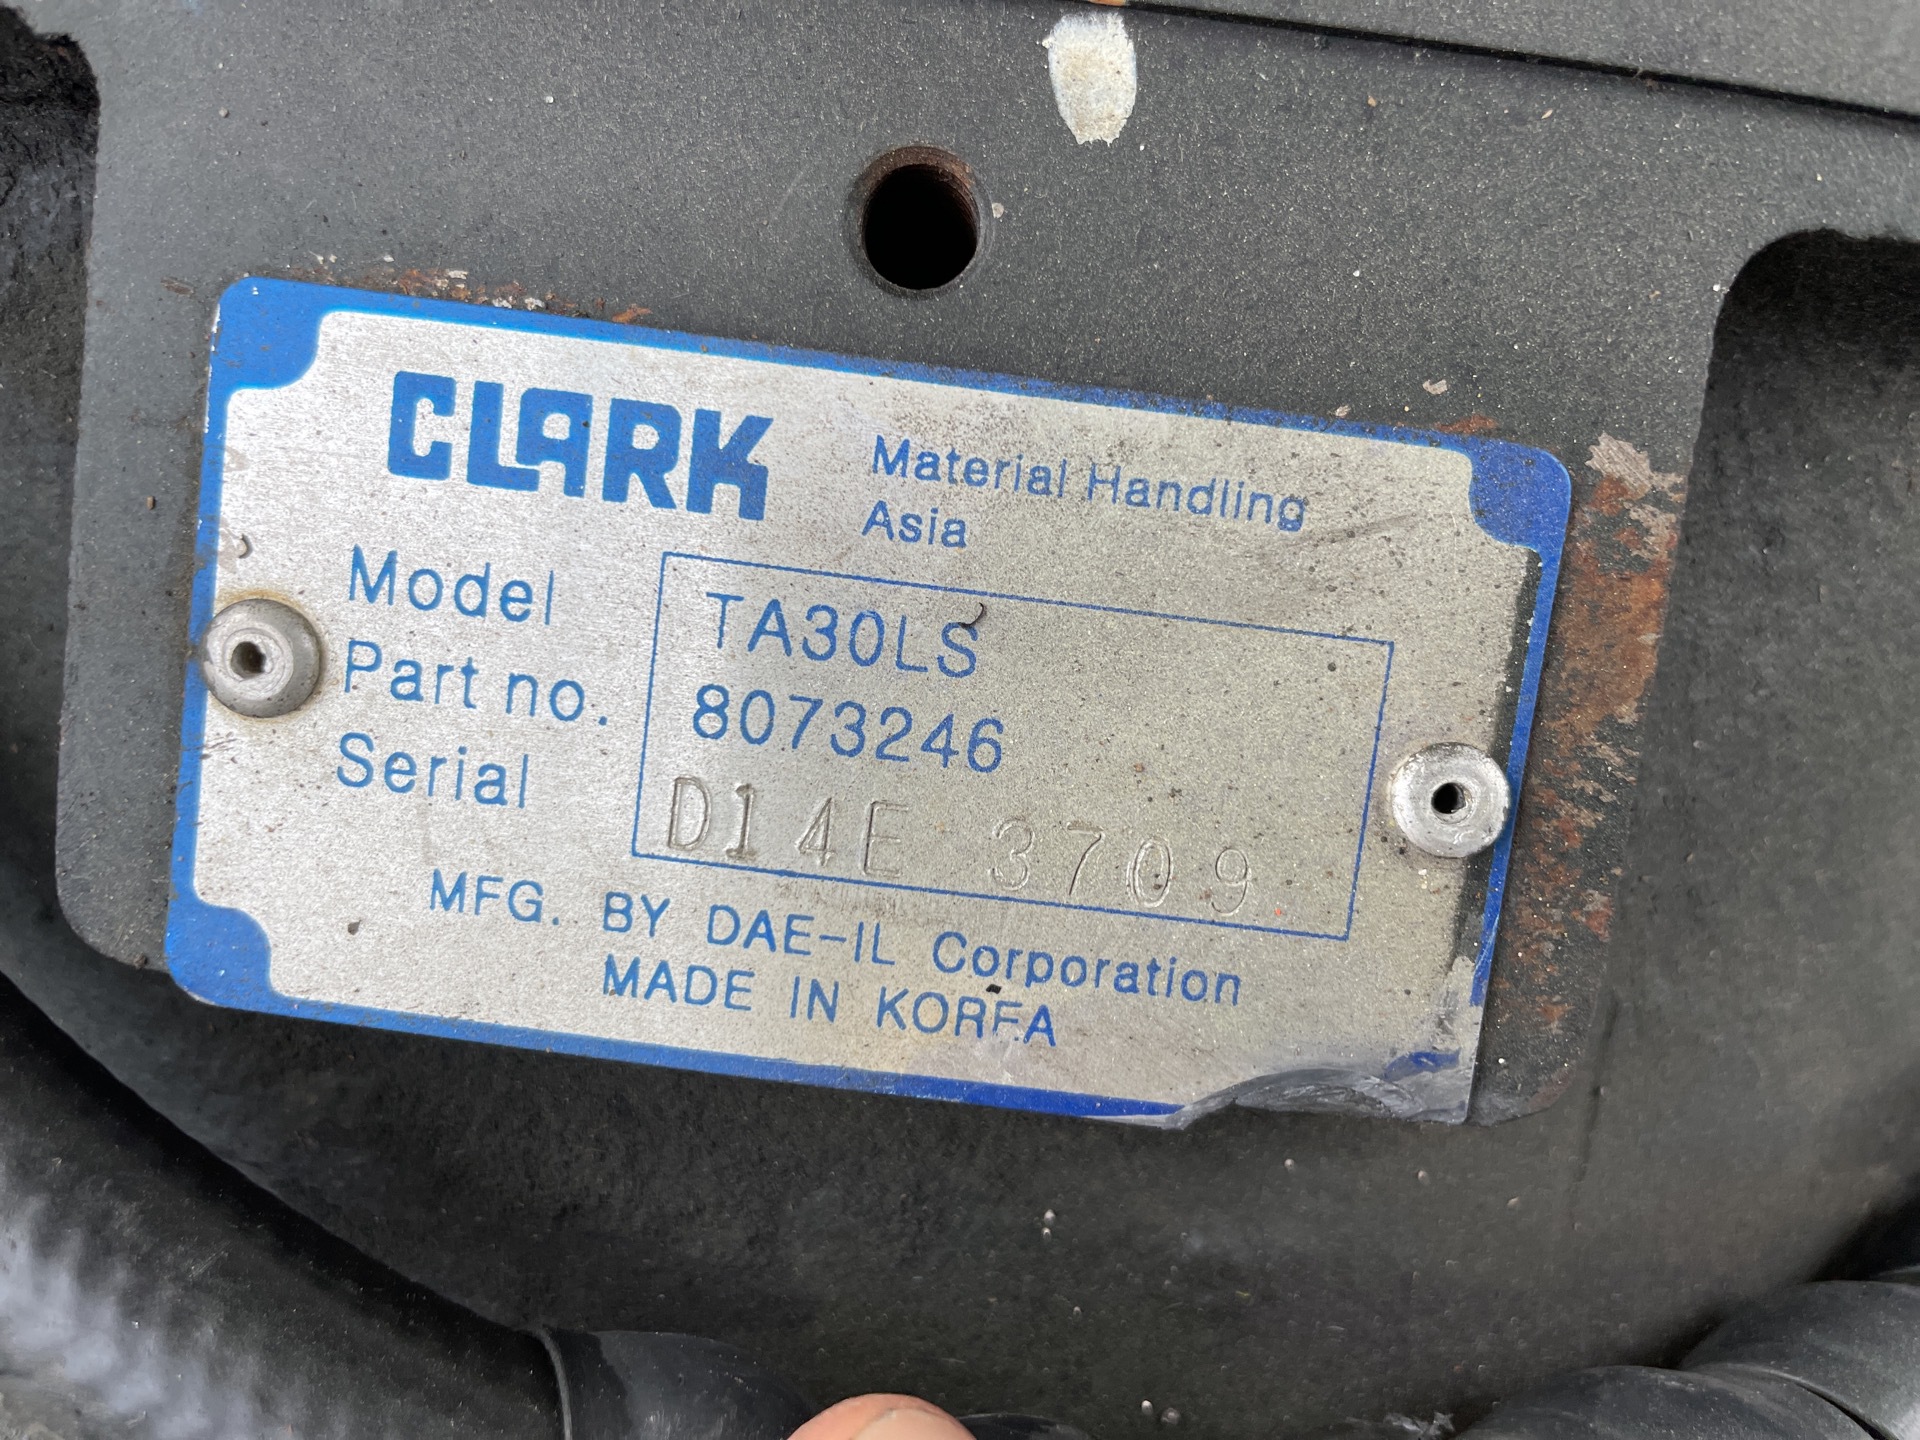 CLARK Material Handling
Asia
Model TA30LS
Part no. 8073246
Serial D14E 3709
MFG. BY DAE-IL Corporation
MADE IN KOREA